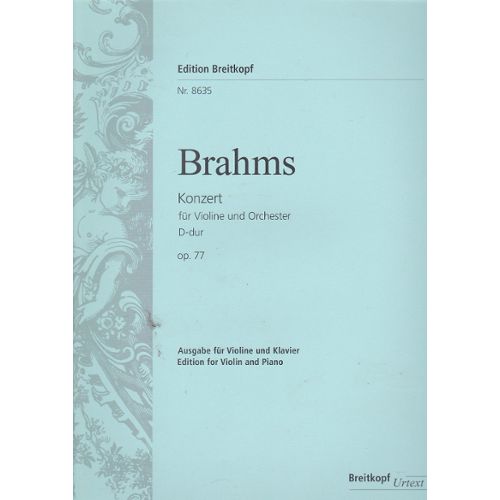 Edition Breitkopf
Nr. 8635
Brahms
Konzert
für Violine und Orchester
D-dur
op. 77
Ausgabe für Violine und Klavier
Edition for Violin and Piano
Breitkopf Urtext